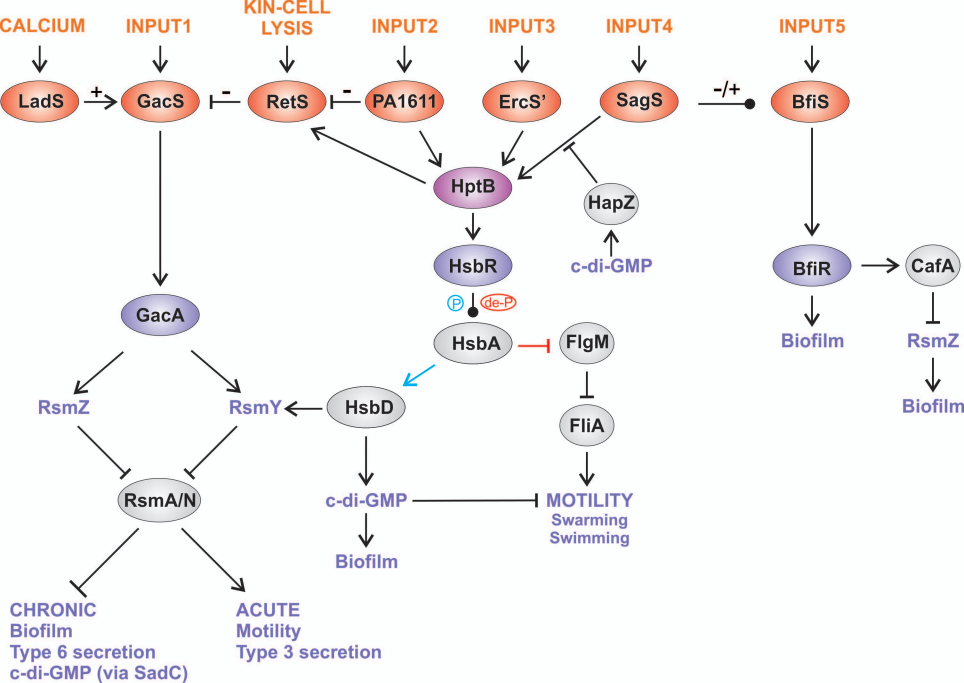 CALCIUM
INPUT1
KIN-CELL
LYSIS
INPUT2
INPUT3
INPUT4
INPUT5
LadS
+
GacS
-
RetS
-
PA1611
ErcS’
SagS
-/+
BfiS
HptB
HapZ
c-di-GMP
HsbR
BfiR
CafA
P
de-P
GacA
HsbA
FlgM
Biofilm
RsmZ
Biofilm
RsmZ
RsmY
HsbD
FliA
RsmA/N
c-di-GMP
MOTILITY
Swarming
Swimming
Biofilm
CHRONIC
Biofilm
Type 6 secretion
c-di-GMP (via SadC)
ACUTE
Motility
Type 3 secretion